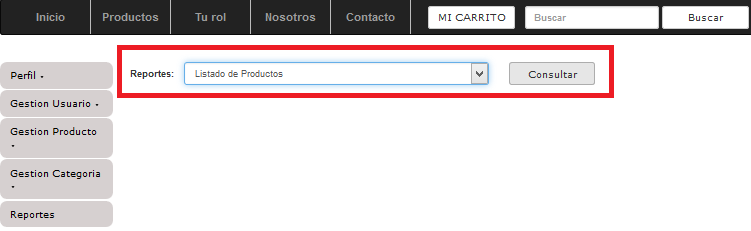 Inicio Productos Tu rol Nosotros Contacto MI CARRITO Buscar Buscar
Perfil
Reportes: Listado de Productos Consultar
Gestion Usuario
Gestion Producto
Gestion Categoria
Reportes